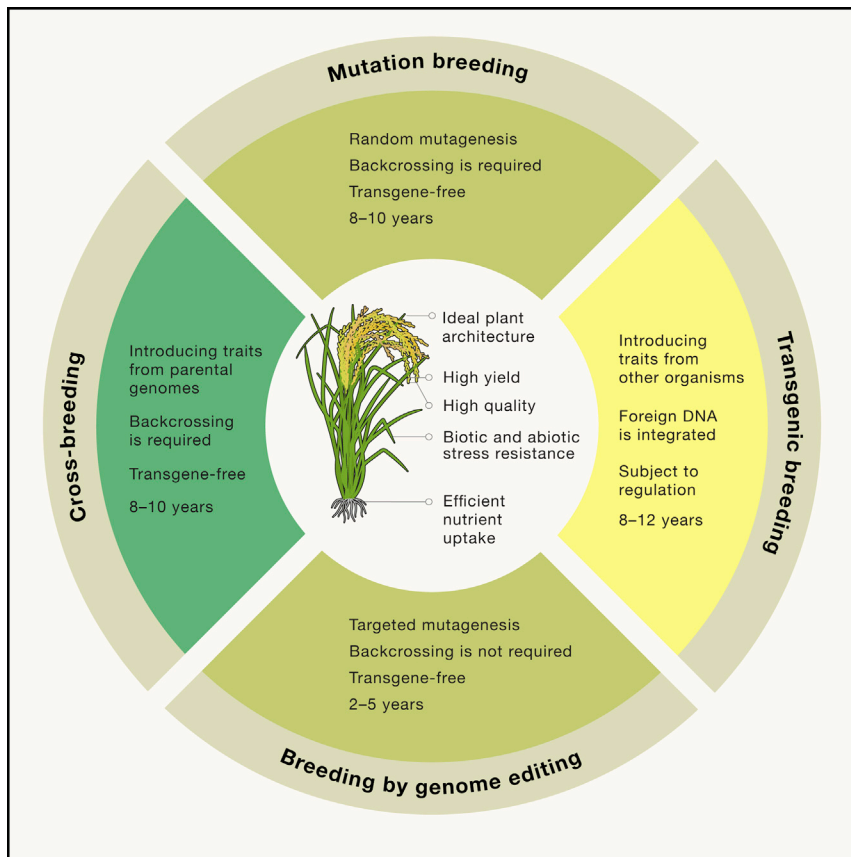 Mutation breeding
Random mutagenesis
Backcrossing is required
Transgene-free
8–10 years
Cross-breeding
Introducing traits
from parental
genomes
Backcrossing
is required
Transgene-free
8–10 years
Ideal plant
architecture
High yield
High quality
Biotic and abiotic
stress resistance
Efficient
nutrient
uptake
Transgenic breeding
Introducing
traits from
other organisms
Foreign DNA
is integrated
Subject to
regulation
8–12 years
Targeted mutagenesis
Backcrossing is not required
Transgene-free
2–5 years
Breeding by genome editing